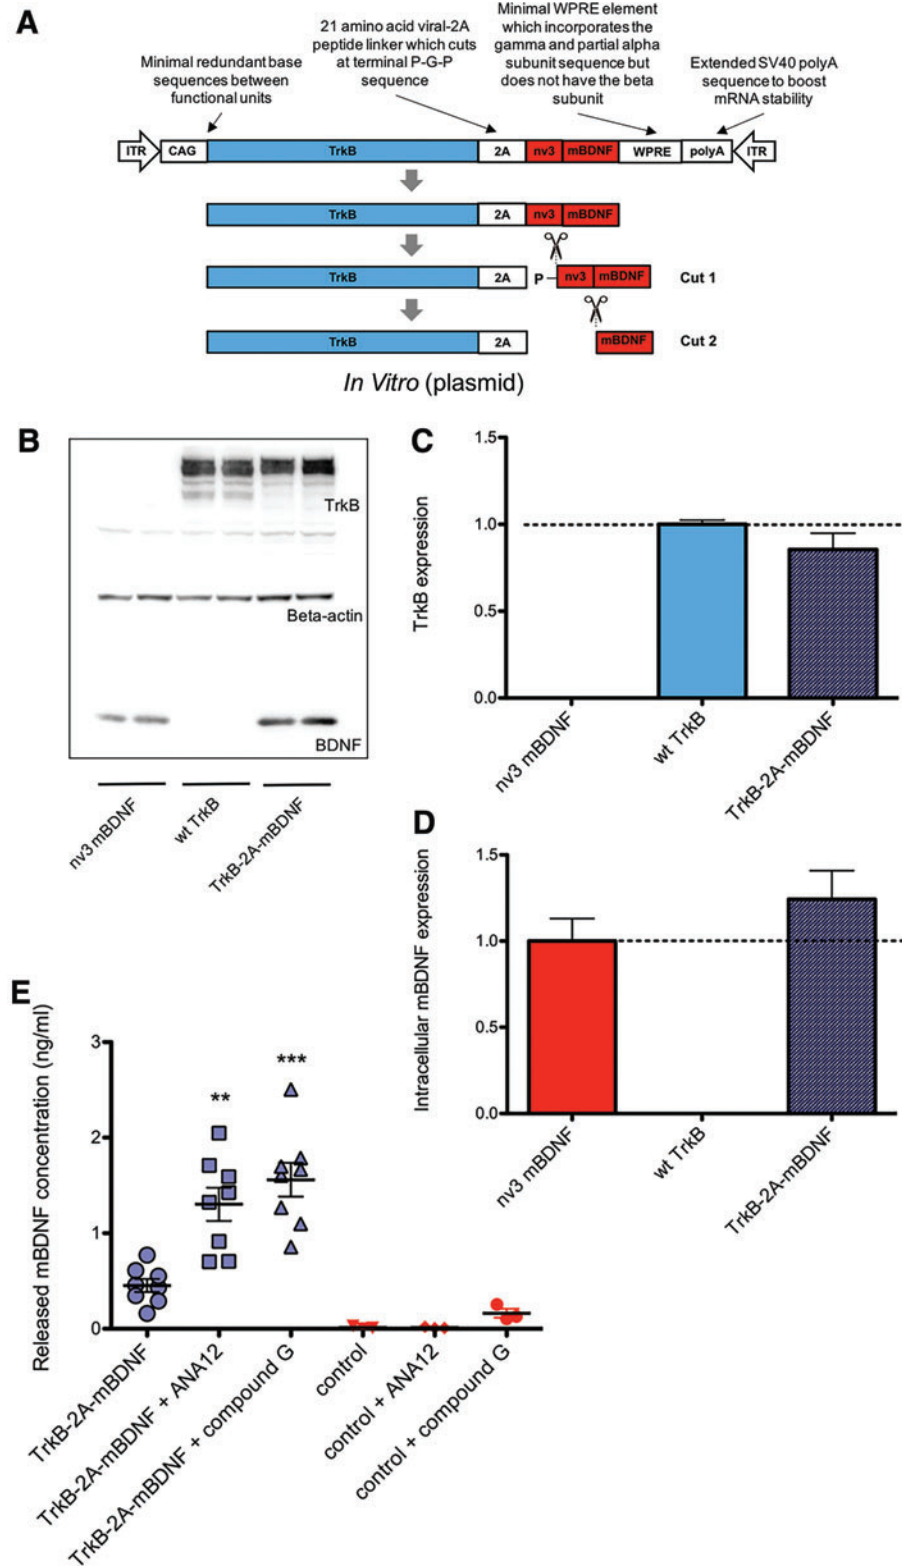 A
Minimal redundant base
sequences between
functional units
21 amino acid viral-2A
peptide linker which cuts
at terminal P-G-P
sequence
Minimal WPRE element
which incorporates the
gamma and partial alpha
subunit sequence but
does not have the beta
subunit
Extended SV40 polyA
sequence to boost
mRNA stability
ITR CAG TrkB 2A nv3 mBDNF WPRE polyA ITR
TrkB 2A nv3 mBDNF
TrkB 2A P nv3 mBDNF Cut 1
TrkB 2A mBDNF Cut 2
In Vitro (plasmid)
B
TrkB
Beta-actin
BDNF
nv3 mBDNF
wt TrkB
TrkB-2A-mBDNF
C
TrkB expression
1.5
1.0
0.5
0.0
nv3 mBDNF
wt TrkB
TrkB-2A-mBDNF
D
Intracellular mBDNF expression
1.5
1.0
0.5
0.0
nv3 mBDNF
wt TrkB
TrkB-2A-mBDNF
E
Released mBDNF concentration (ng/ml)
3
2
1
0
**
***
TrkB-2A-mBDNF
TrkB-2A-mBDNF + ANA12
TrkB-2A-mBDNF + compound G
control
control + ANA12
control + compound G